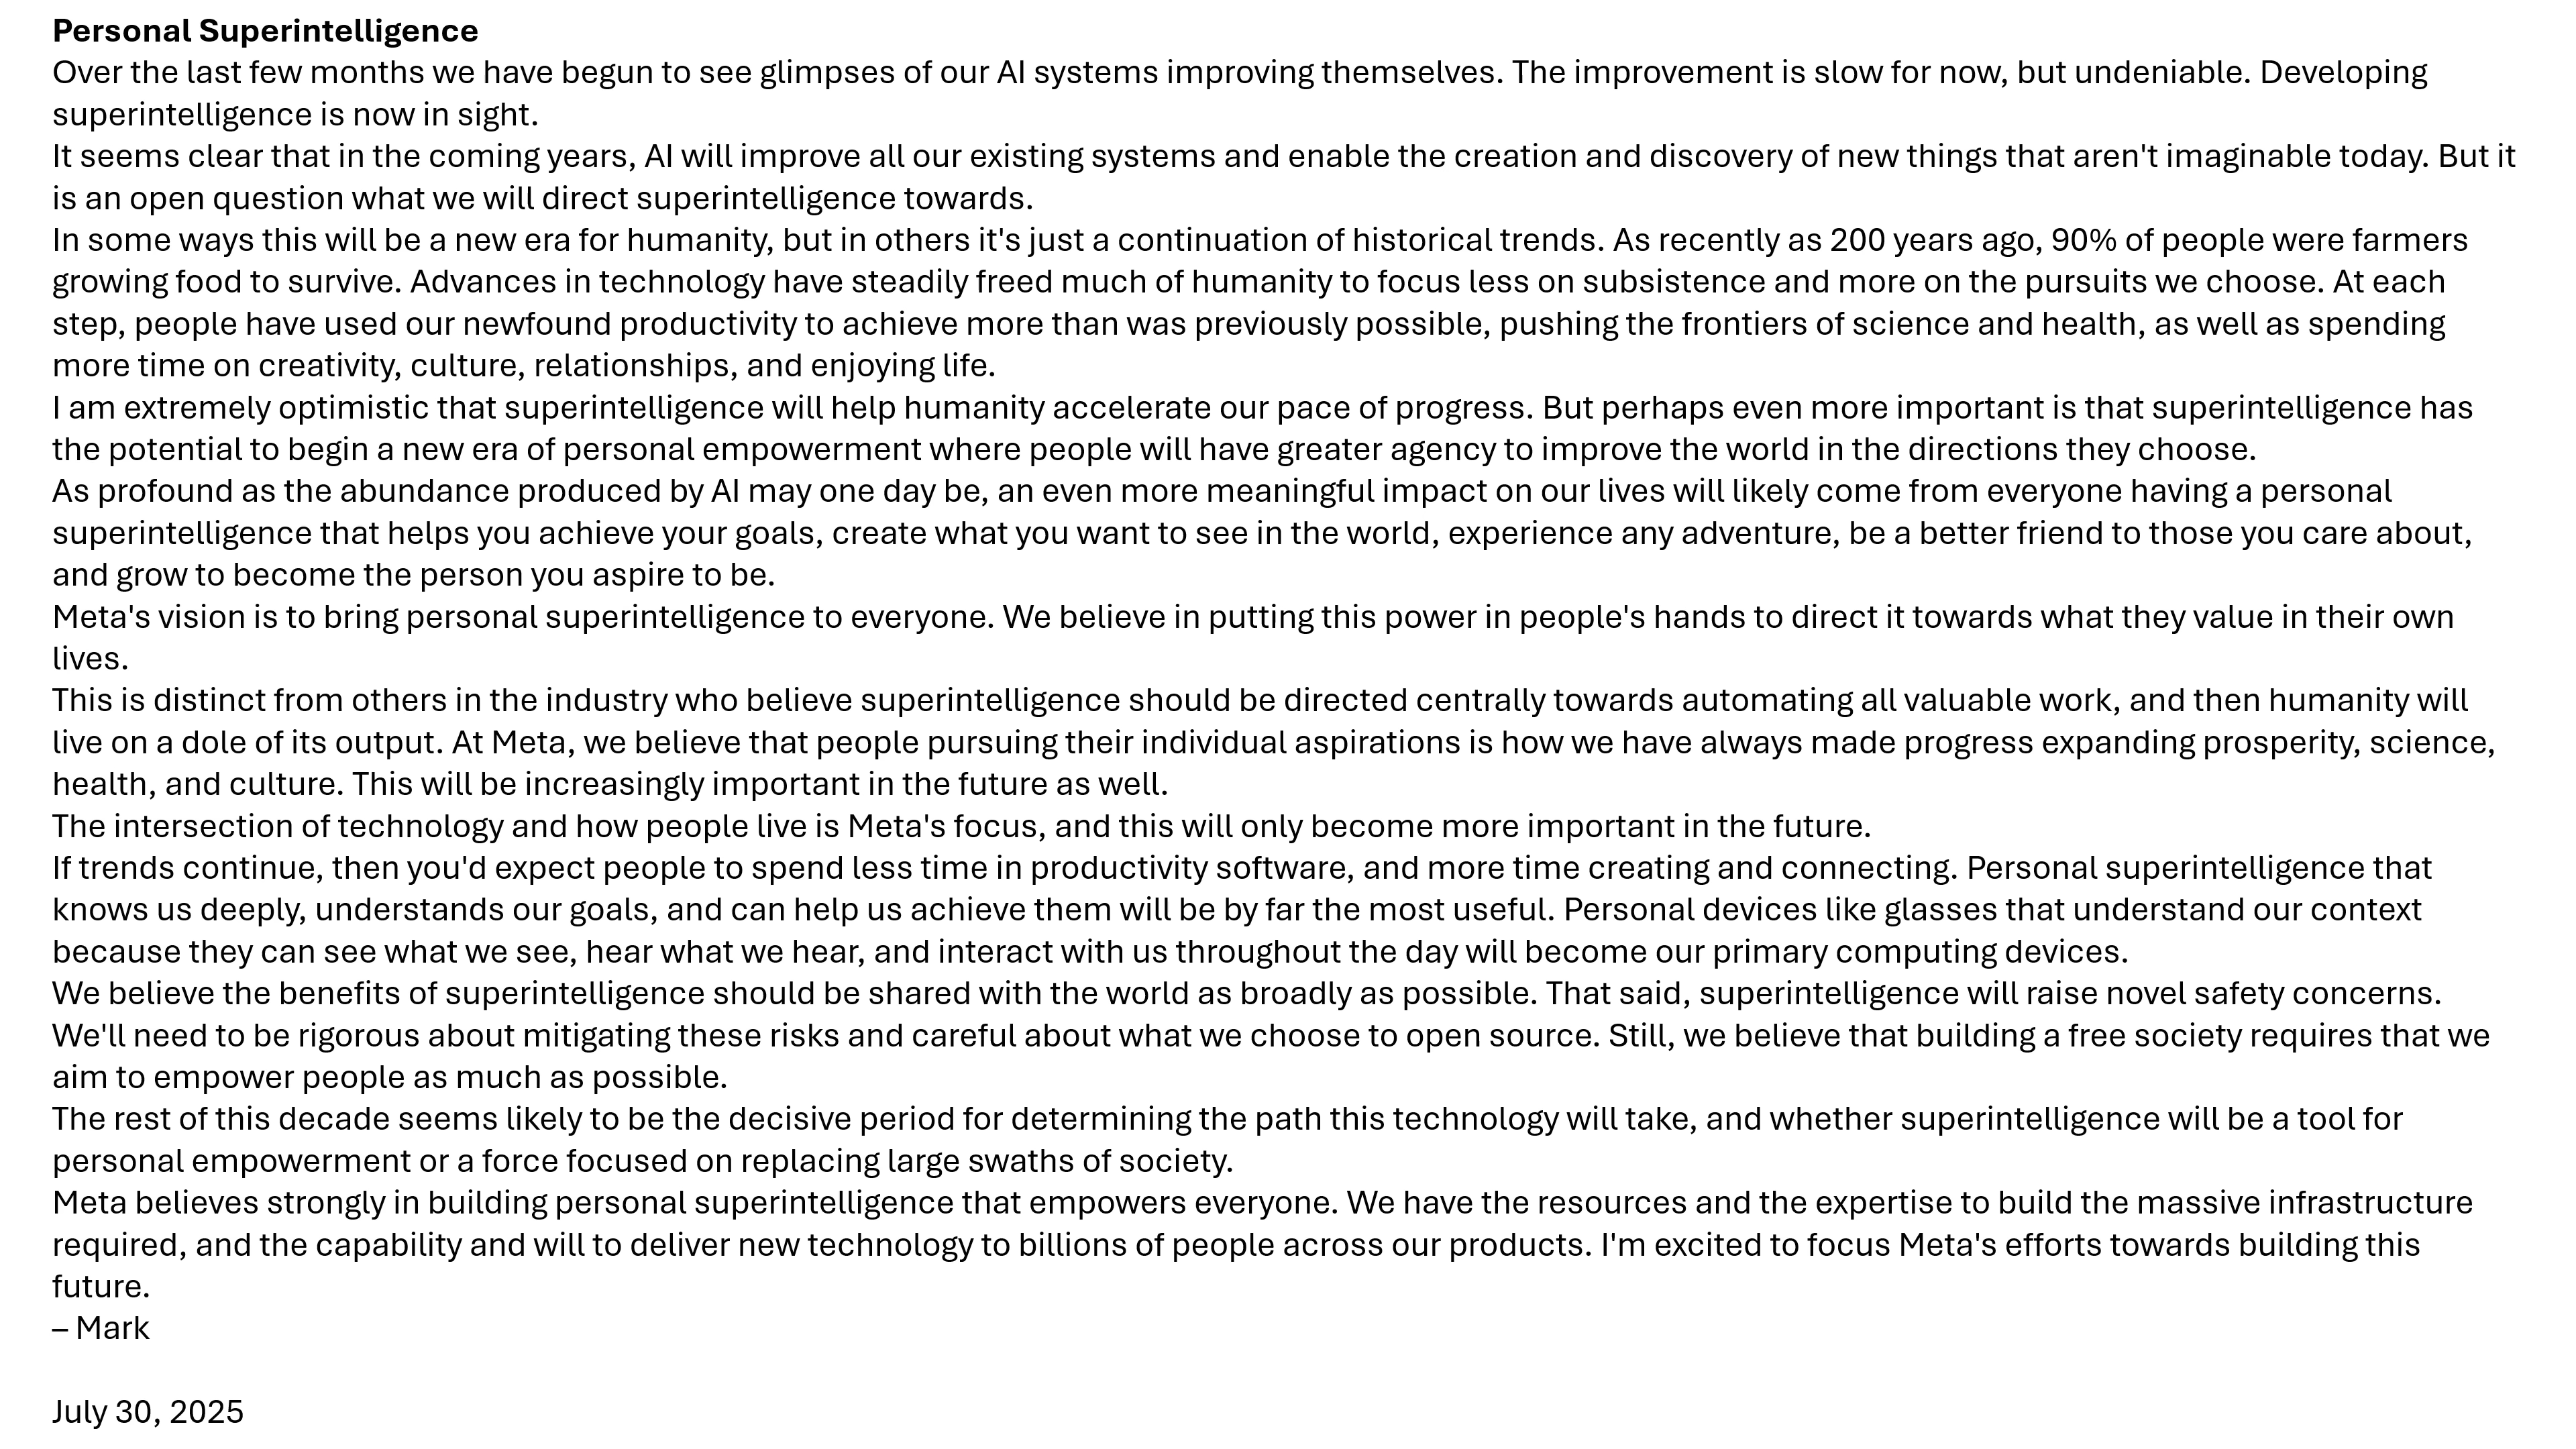 Personal Superintelligence
Over the last few months we have begun to see glimpses of our AI systems improving themselves. The improvement is slow for now, but undeniable. Developing
superintelligence is now in sight.
It seems clear that in the coming years, AI will improve all our existing systems and enable the creation and discovery of new things that aren't imaginable today. But it
is an open question what we will direct superintelligence towards.
In some ways this will be a new era for humanity, but in others it's just a continuation of historical trends. As recently as 200 years ago, 90% of people were farmers
growing food to survive. Advances in technology have steadily freed much of humanity to focus less on subsistence and more on the pursuits we choose. At each
step, people have used our newfound productivity to achieve more than was previously possible, pushing the frontiers of science and health, as well as spending
more time on creativity, culture, relationships, and enjoying life.
I am extremely optimistic that superintelligence will help humanity accelerate our pace of progress. But perhaps even more important is that superintelligence has
the potential to begin a new era of personal empowerment where people will have greater agency to improve the world in the directions they choose.
As profound as the abundance produced by AI may one day be, an even more meaningful impact on our lives will likely come from everyone having a personal
superintelligence that helps you achieve your goals, create what you want to see in the world, experience any adventure, be a better friend to those you care about,
and grow to become the person you aspire to be.
Meta's vision is to bring personal superintelligence to everyone. We believe in putting this power in people's hands to direct it towards what they value in their own
lives.
This is distinct from others in the industry who believe superintelligence should be directed centrally towards automating all valuable work, and then humanity will
live on a dole of its output. At Meta, we believe that people pursuing their individual aspirations is how we have always made progress expanding prosperity, science,
health, and culture. This will be increasingly important in the future as well.
The intersection of technology and how people live is Meta's focus, and this will only become more important in the future.
If trends continue, then you'd expect people to spend less time in productivity software, and more time creating and connecting. Personal superintelligence that
knows us deeply, understands our goals, and can help us achieve them will be by far the most useful. Personal devices like glasses that understand our context
because they can see what we see, hear what we hear, and interact with us throughout the day will become our primary computing devices.
We believe the benefits of superintelligence should be shared with the world as broadly as possible. That said, superintelligence will raise novel safety concerns.
We'll need to be rigorous about mitigating these risks and careful about what we choose to open source. Still, we believe that building a free society requires that we
aim to empower people as much as possible.
The rest of this decade seems likely to be the decisive period for determining the path this technology will take, and whether superintelligence will be a tool for
personal empowerment or a force focused on replacing large swaths of society.
Meta believes strongly in building personal superintelligence that empowers everyone. We have the resources and the expertise to build the massive infrastructure
required, and the capability and will to deliver new technology to billions of people across our products. I'm excited to focus Meta's efforts towards building this
future.
– Mark
July 30, 2025